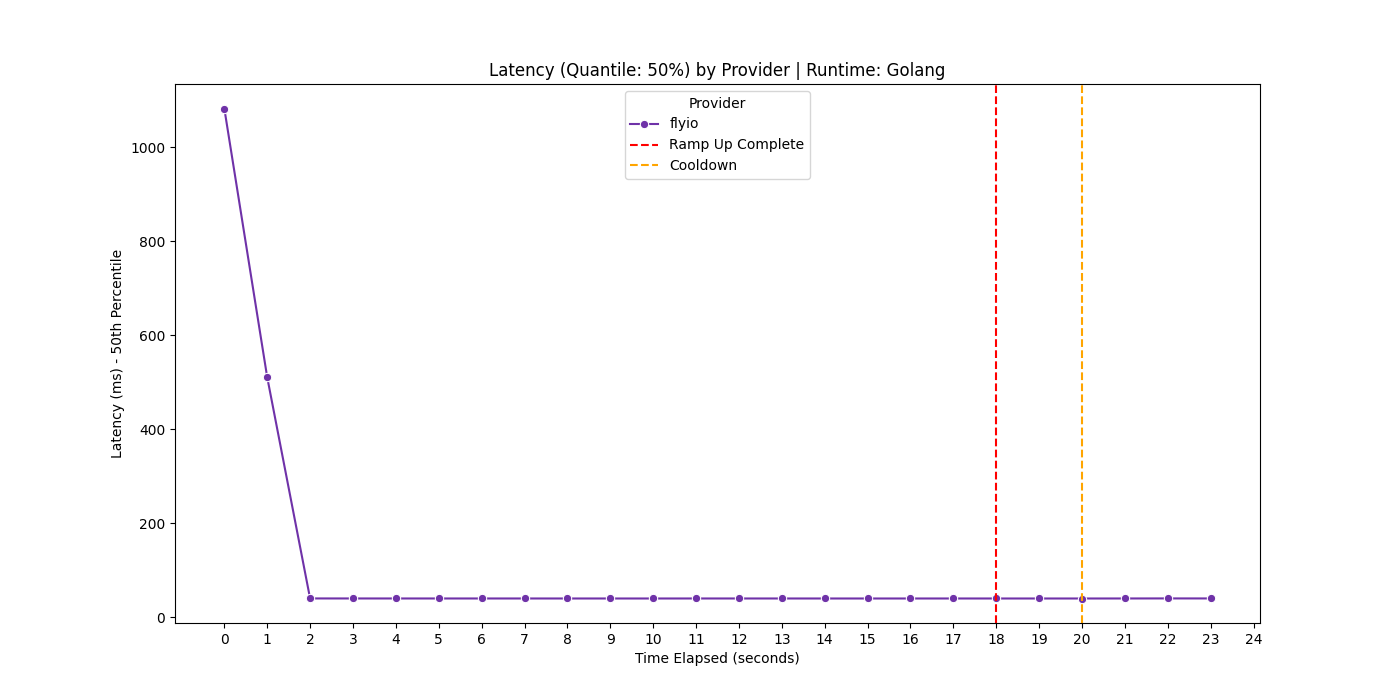 Latency (Quantile: 50%) by Provider | Runtime: Golang
Provider
flyio
Ramp Up Complete
Cooldown
Latency (ms) - 50th Percentile
1000
800
600
400
200
0
0 1 2 3 4 5 6 7 8 9 10 11 12 13 14 15 16 17 18 19 20 21 22 23 24
Time Elapsed (seconds)